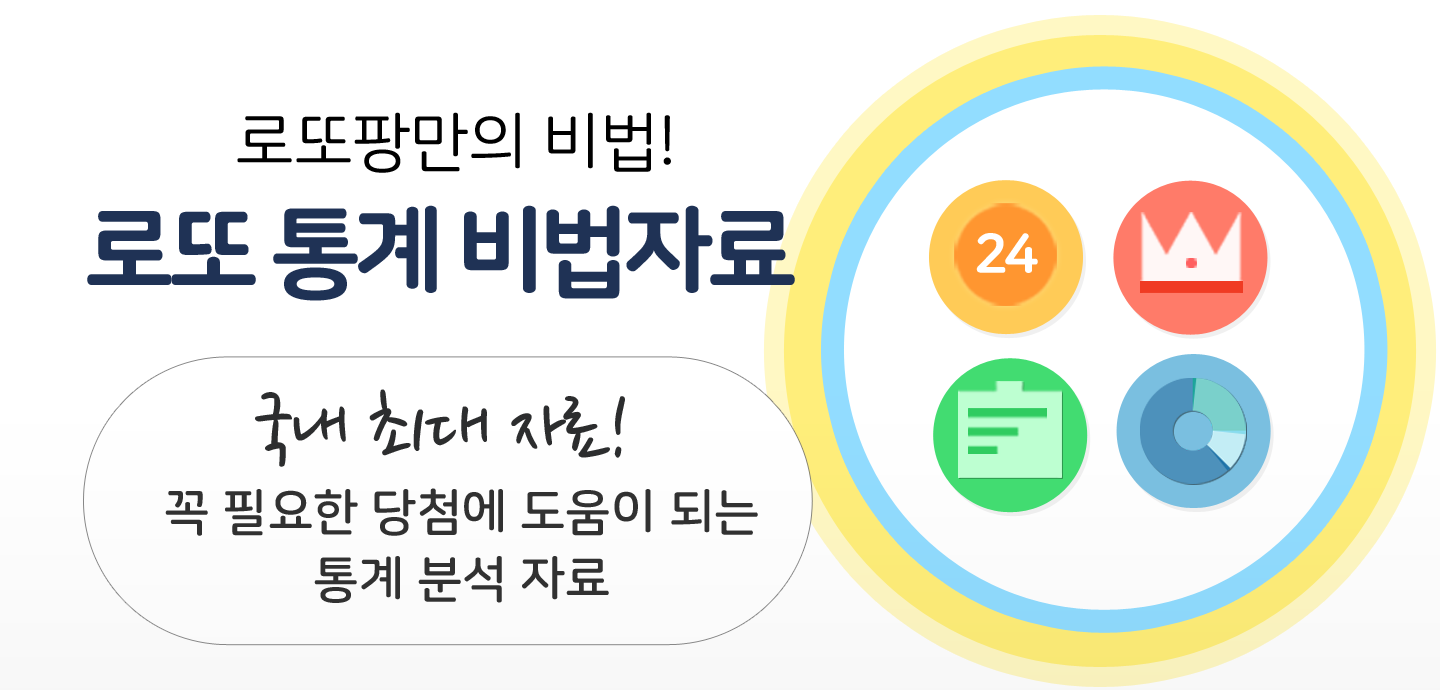 로또팡만의 비법!
로또 통계 비법자료
국내 최대 자료!
꼭 필요한 당첨에 도움이 되는
통계 분석 자료
24